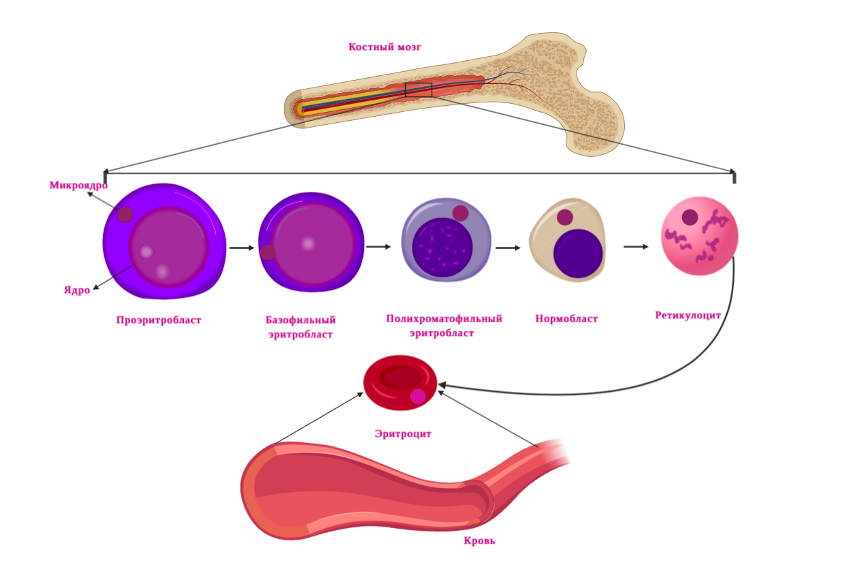 Костный мозг
Микроядро
Ядро
Проэритробласт
Базофильный
эритробласт
Полихроматофильный
эритробласт
Нормобласт
Ретикулоцит
Эритроцит
Кровь